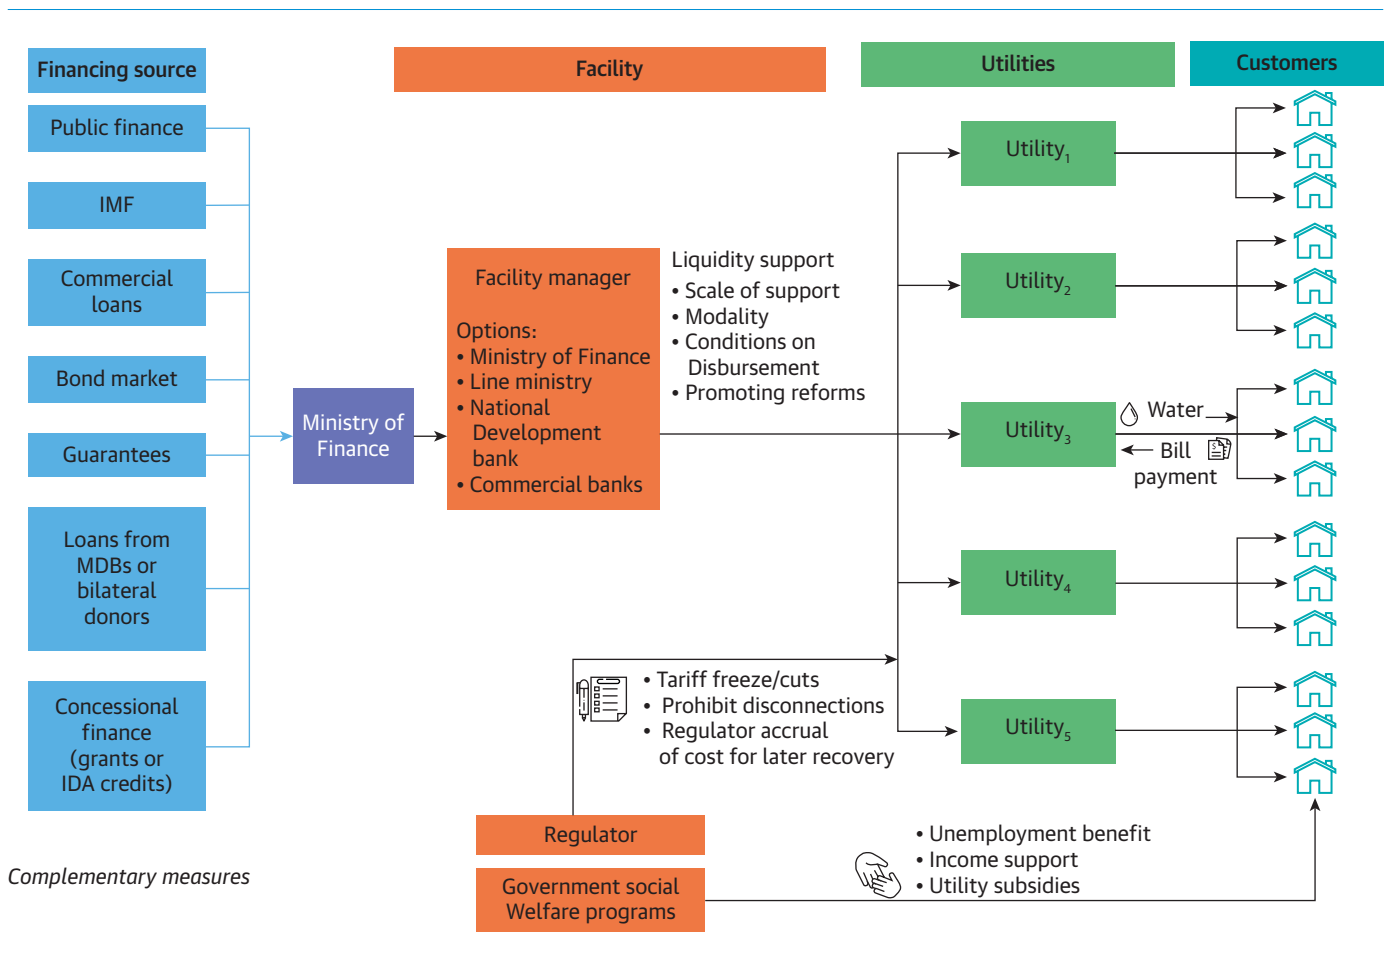 Financing source
Facility
Utilities
Customers
Public finance
IMF
Commercial
loans
Bond market
Guarantees
Loans from
MDBs or
bilateral
donors
Concessional
finance
(grants or
IDA credits)
Ministry of
Finance
Facility manager
Options:
• Ministry of Finance
• Line ministry
• National
Development
bank
• Commercial banks
Liquidity support
• Scale of support
• Modality
• Conditions on
Disbursement
• Promoting reforms
Utility1
Utility2
Utility3
Water
Bill
payment
Utility4
Utility5
• Tariff freeze/cuts
• Prohibit disconnections
• Regulator accrual
of cost for later recovery
Regulator
Government social
Welfare programs
• Unemployment benefit
• Income support
• Utility subsidies
Complementary measures